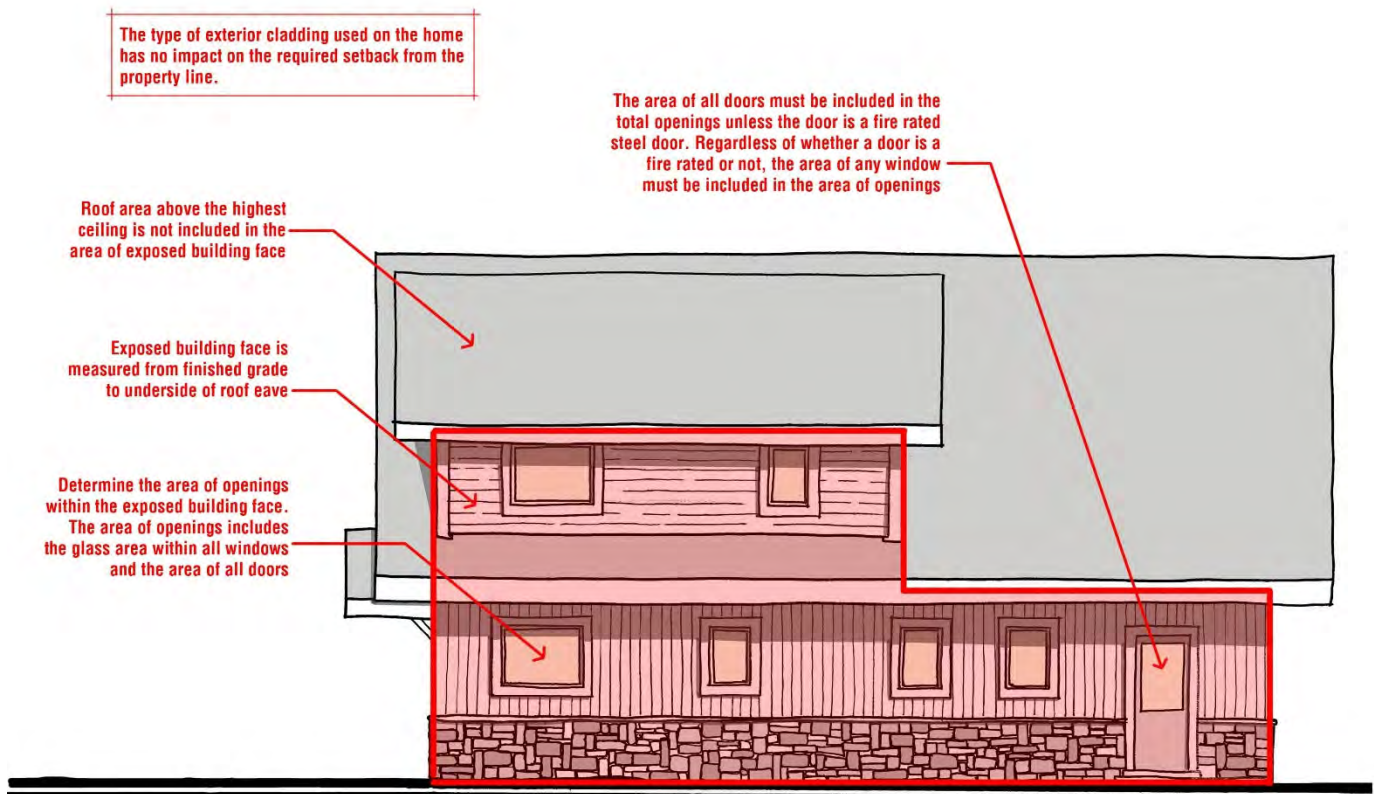 The type of exterior cladding used on the home
has no impact on the required setback from the
property line.
The area of all doors must be included in the
total openings unless the door is a fire rated
steel door. Regardless of whether a door is a
fire rated or not, the area of any window
must be included in the area of openings
Roof area above the highest
ceiling is not included in the
area of exposed building face
Exposed building face is
measured from finished grade
to underside of roof eave
Determine the area of openings
within the exposed building face.
The area of openings includes
the glass area within all windows
and the area of all doors